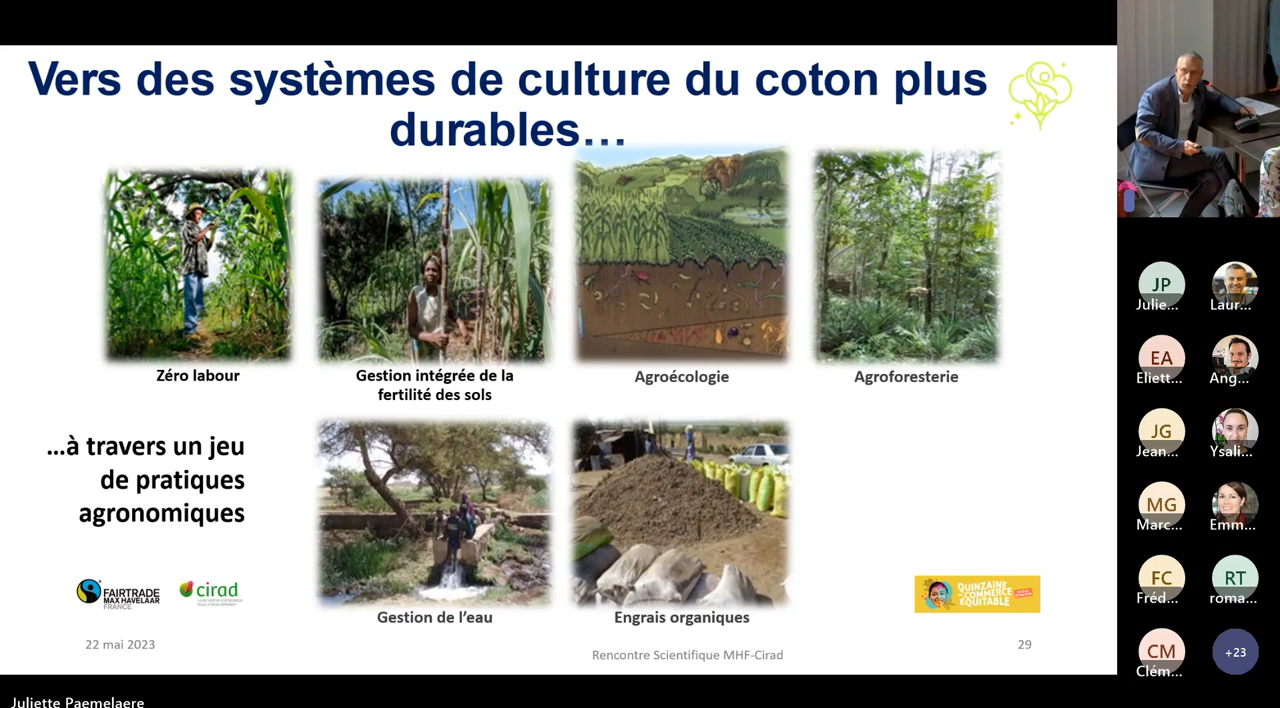 Vers des systèmes de culture du coton plus
durables...
Zéro labour
Gestion intégrée de la
fertilité des sols
Agroécologie
Agroforesterie
...à travers un jeu
de pratiques
agronomiques
Gestion de l'eau
Engrais organiques
FAIRTRADE
MAX HAVELAAR
FRANCE
cirad
QUINZAINE
COMMERCE
ÉQUITABLE
22 mai 2023
Rencontre Scientifique MHF-Cirad
29
JP
Julie...
Laur...
EA
Eliett...
Ang...
JG
Jean...
Ysali...
MG
Marc...
Emm...
FC
Fréd...
RT
roma...
CM
Clém...
+23
Juliette Paemelaere